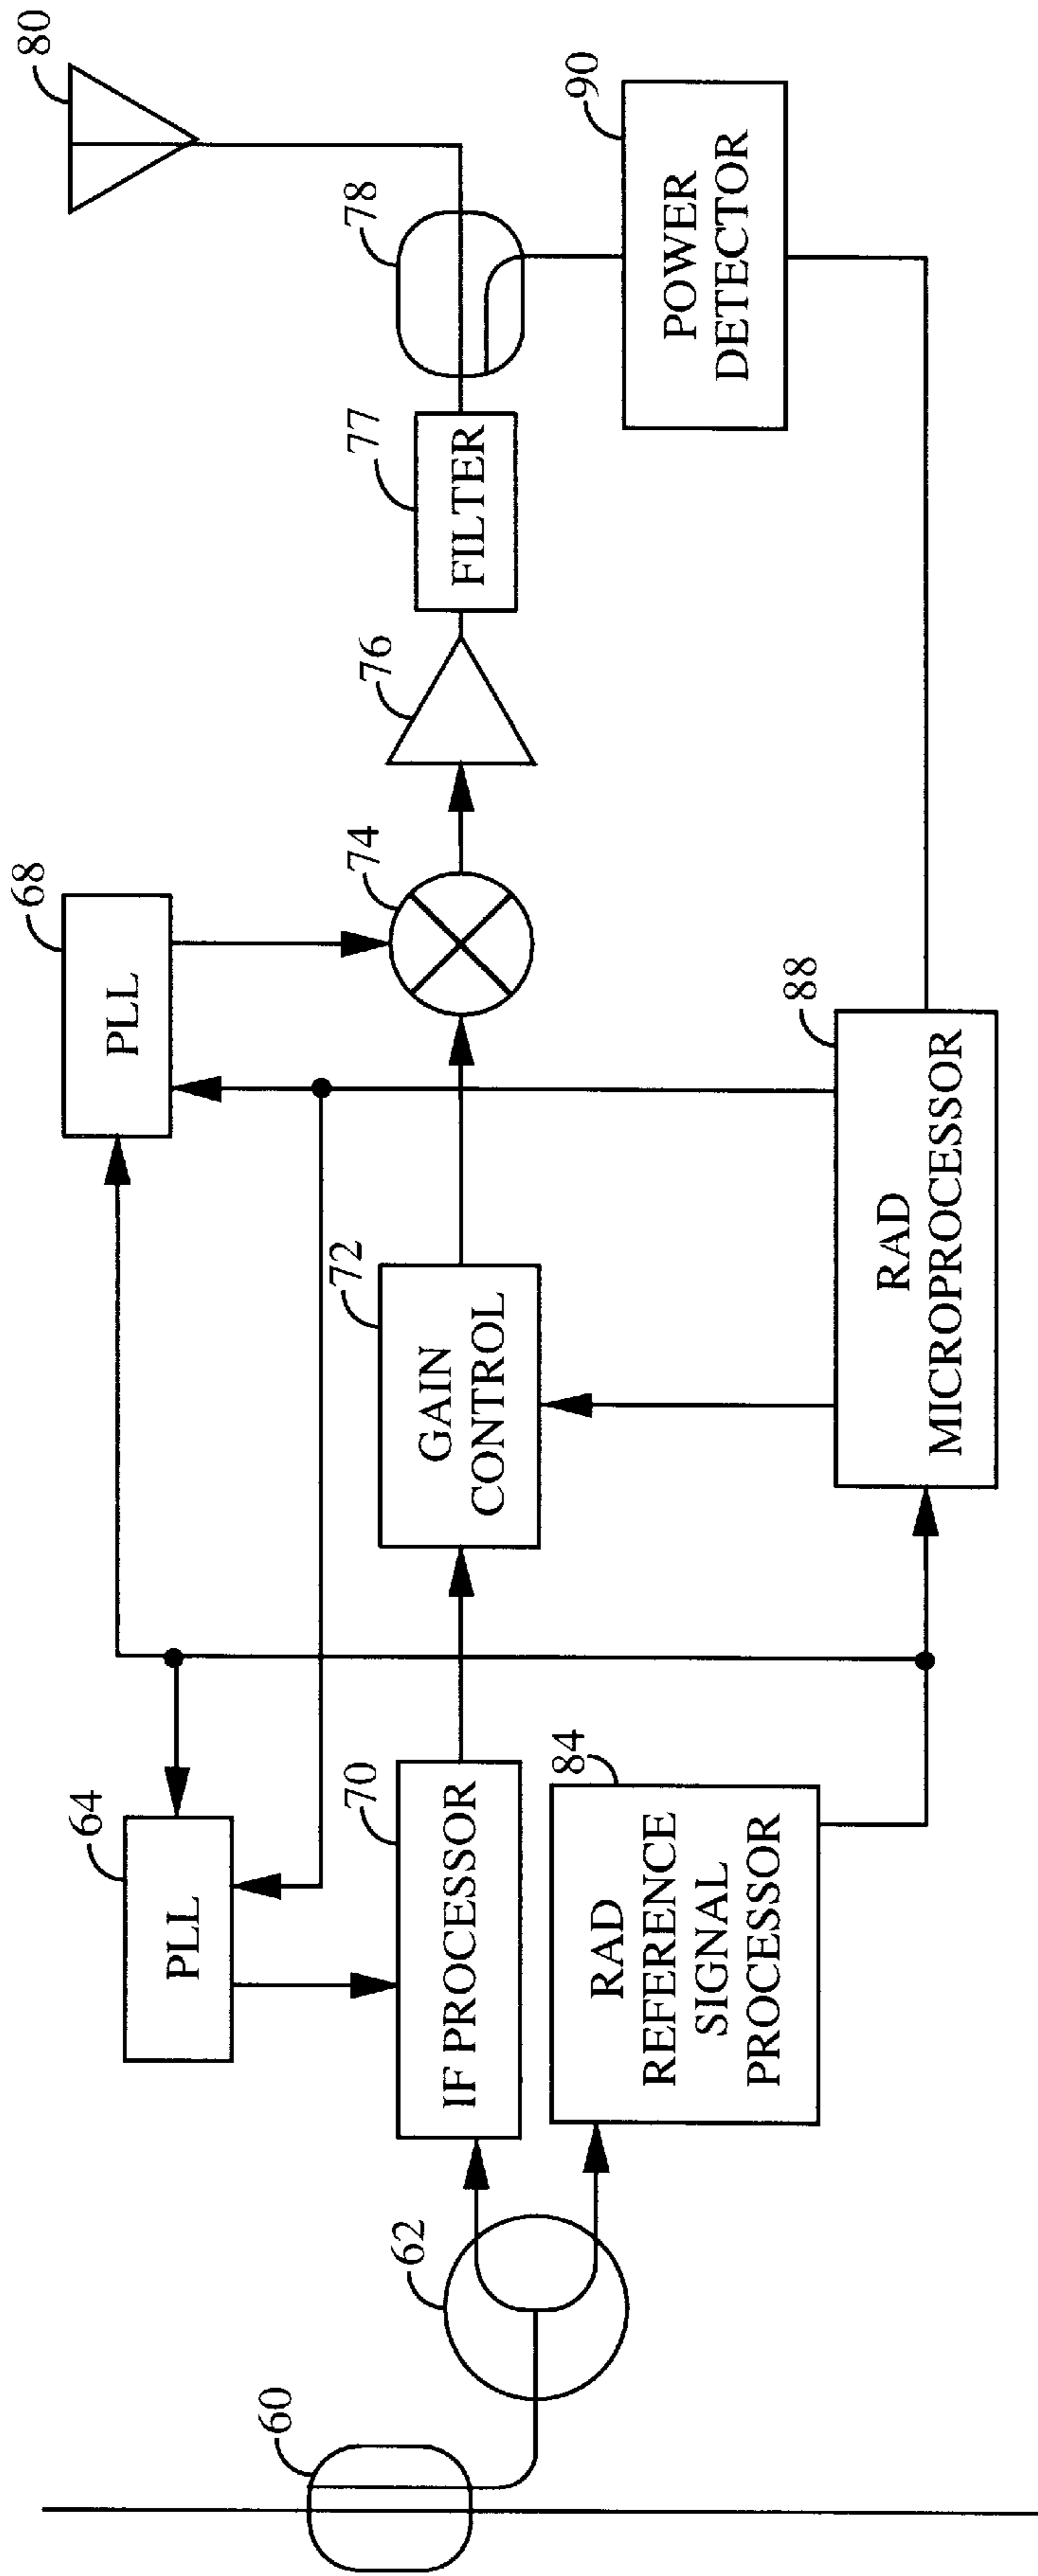 80
68
PLL
64
PLL
60
62
70
IF PROCESSOR
72
GAIN
CONTROL
74
76
77
FILTER
78
84
RAD
REFERENCE
SIGNAL
PROCESSOR
88
RAD
MICROPROCESSOR
90
POWER
DETECTOR